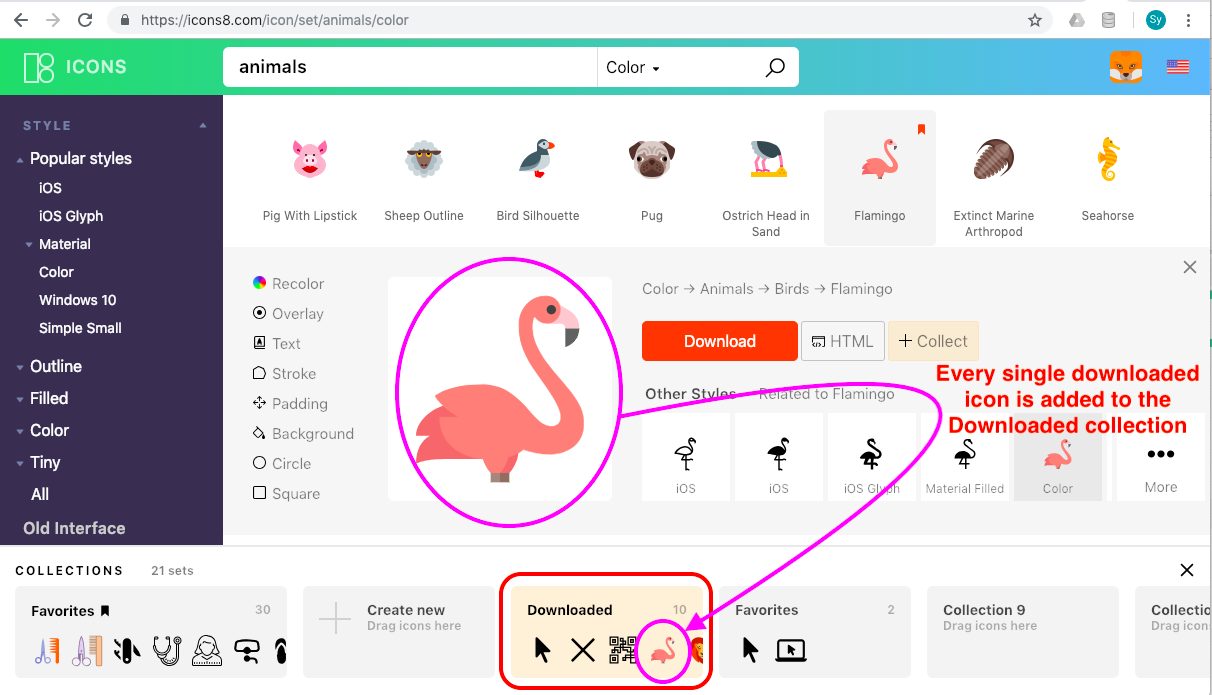 https://icons8.com/icon/set/animals/color
Sy
ICONS
animals
Color
STYLE
Popular styles
iOS
iOS Glyph
Material
Color
Windows 10
Simple Small
Outline
Filled
Color
Tiny
All
Old Interface
Pig With Lipstick
Sheep Outline
Bird Silhouette
Pug
Ostrich Head in
Sand
Flamingo
Extinct Marine
Arthropod
Seahorse
Recolor
Overlay
Text
Stroke
Padding
Background
Circle
Square
Color → Animals → Birds → Flamingo
Download
HTML
+ Collect
Every single downloaded
icon is added to the
Downloaded collection
Other Styles
Related to Flamingo
iOS
iOS
iOS Glyph
Material Filled
Color
More
COLLECTIONS
21 sets
Favorites
30
Create new
Drag icons here
Downloaded
10
Favorites
2
Collection 9
Drag icons here
Collectio
Drag icons